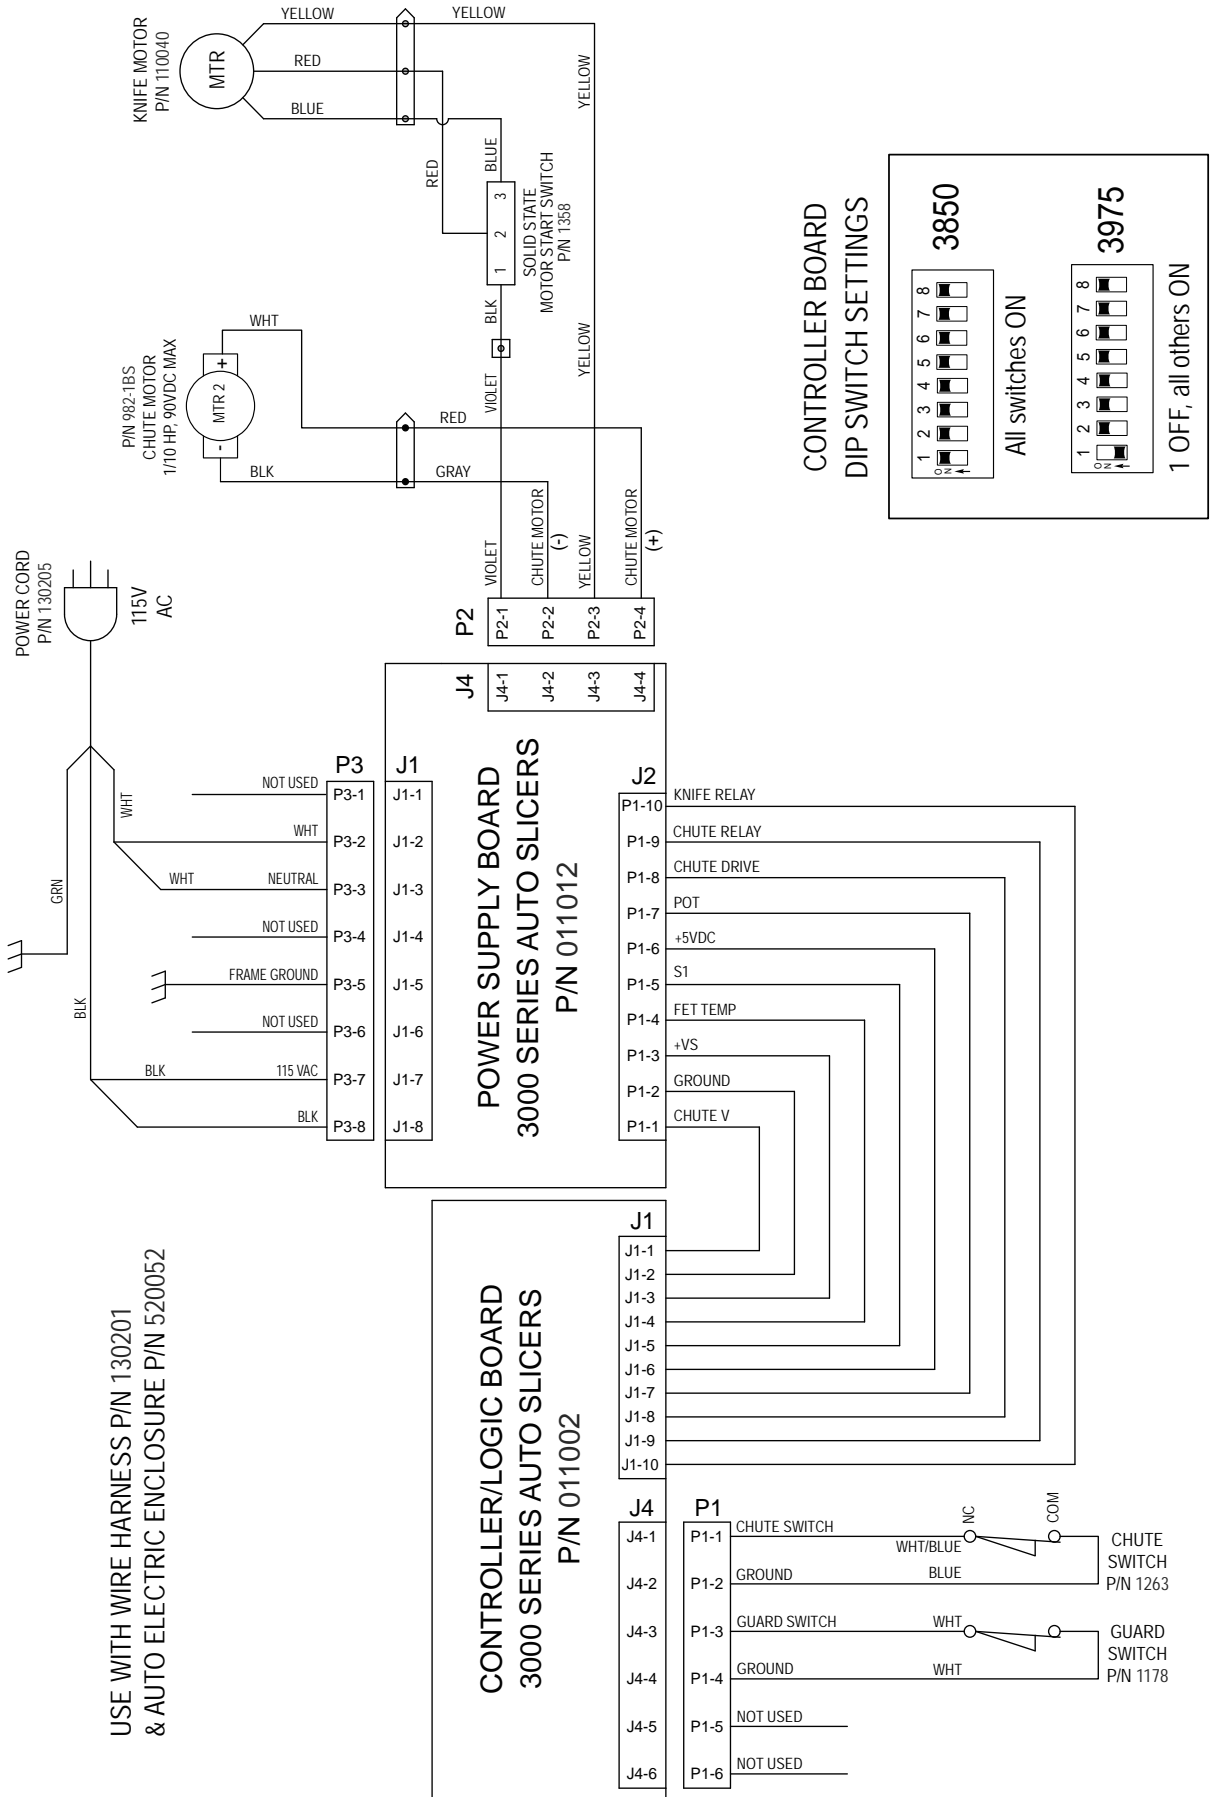 KNIFE MOTOR
P/N 110040
MTR
YELLOW
YELLOW
RED
BLUE
YELLOW
RED
BLUE
1 2 3
SOLID STATE
MOTOR START SWITCH
P/N 1358
BLK
VIOLET
YELLOW
P/N 982-1BS
CHUTE MOTOR
1/10 HP, 90VDC MAX
- MTR 2 +
WHT
BLK
RED
GRAY
VIOLET
CHUTE MOTOR
(-)
YELLOW
CHUTE MOTOR
(+)
CONTROLLER BOARD
DIP SWITCH SETTINGS
1 2 3 4 5 6 7 8
ON
3850
All switches ON
1 2 3 4 5 6 7 8
ON
3975
1 OFF, all others ON
POWER CORD
P/N 130205
115V
AC
P2
P2-1
P2-2
P2-3
P2-4
J4
J4-1
J4-2
J4-3
J4-4
GRN
WHT
BLK
NOT USED
WHT
WHT NEUTRAL
NOT USED
FRAME GROUND
NOT USED
BLK 115 VAC
BLK
P3
P3-1
P3-2
P3-3
P3-4
P3-5
P3-6
P3-7
P3-8
J1
J1-1
J1-2
J1-3
J1-4
J1-5
J1-6
J1-7
J1-8
POWER SUPPLY BOARD
3000 SERIES AUTO SLICERS
P/N 011012
J2
P1-10 KNIFE RELAY
P1-9 CHUTE RELAY
P1-8 CHUTE DRIVE
P1-7 POT
P1-6 +5VDC
P1-5 S1
P1-4 FET TEMP
P1-3 +VS
P1-2 GROUND
P1-1 CHUTE V
USE WITH WIRE HARNESS P/N 130201
& AUTO ELECTRIC ENCLOSURE P/N 520052
CONTROLLER/LOGIC BOARD
3000 SERIES AUTO SLICERS
P/N 011002
J1
J1-1
J1-2
J1-3
J1-4
J1-5
J1-6
J1-7
J1-8
J1-9
J1-10
J4
J4-1
J4-2
J4-3
J4-4
J4-5
J4-6
P1
P1-1 CHUTE SWITCH
P1-2 GROUND
P1-3 GUARD SWITCH
P1-4 GROUND
P1-5 NOT USED
P1-6 NOT USED
WHT/BLUE
BLUE
WHT
WHT
NC
COM
CHUTE
SWITCH
P/N 1263
GUARD
SWITCH
P/N 1178